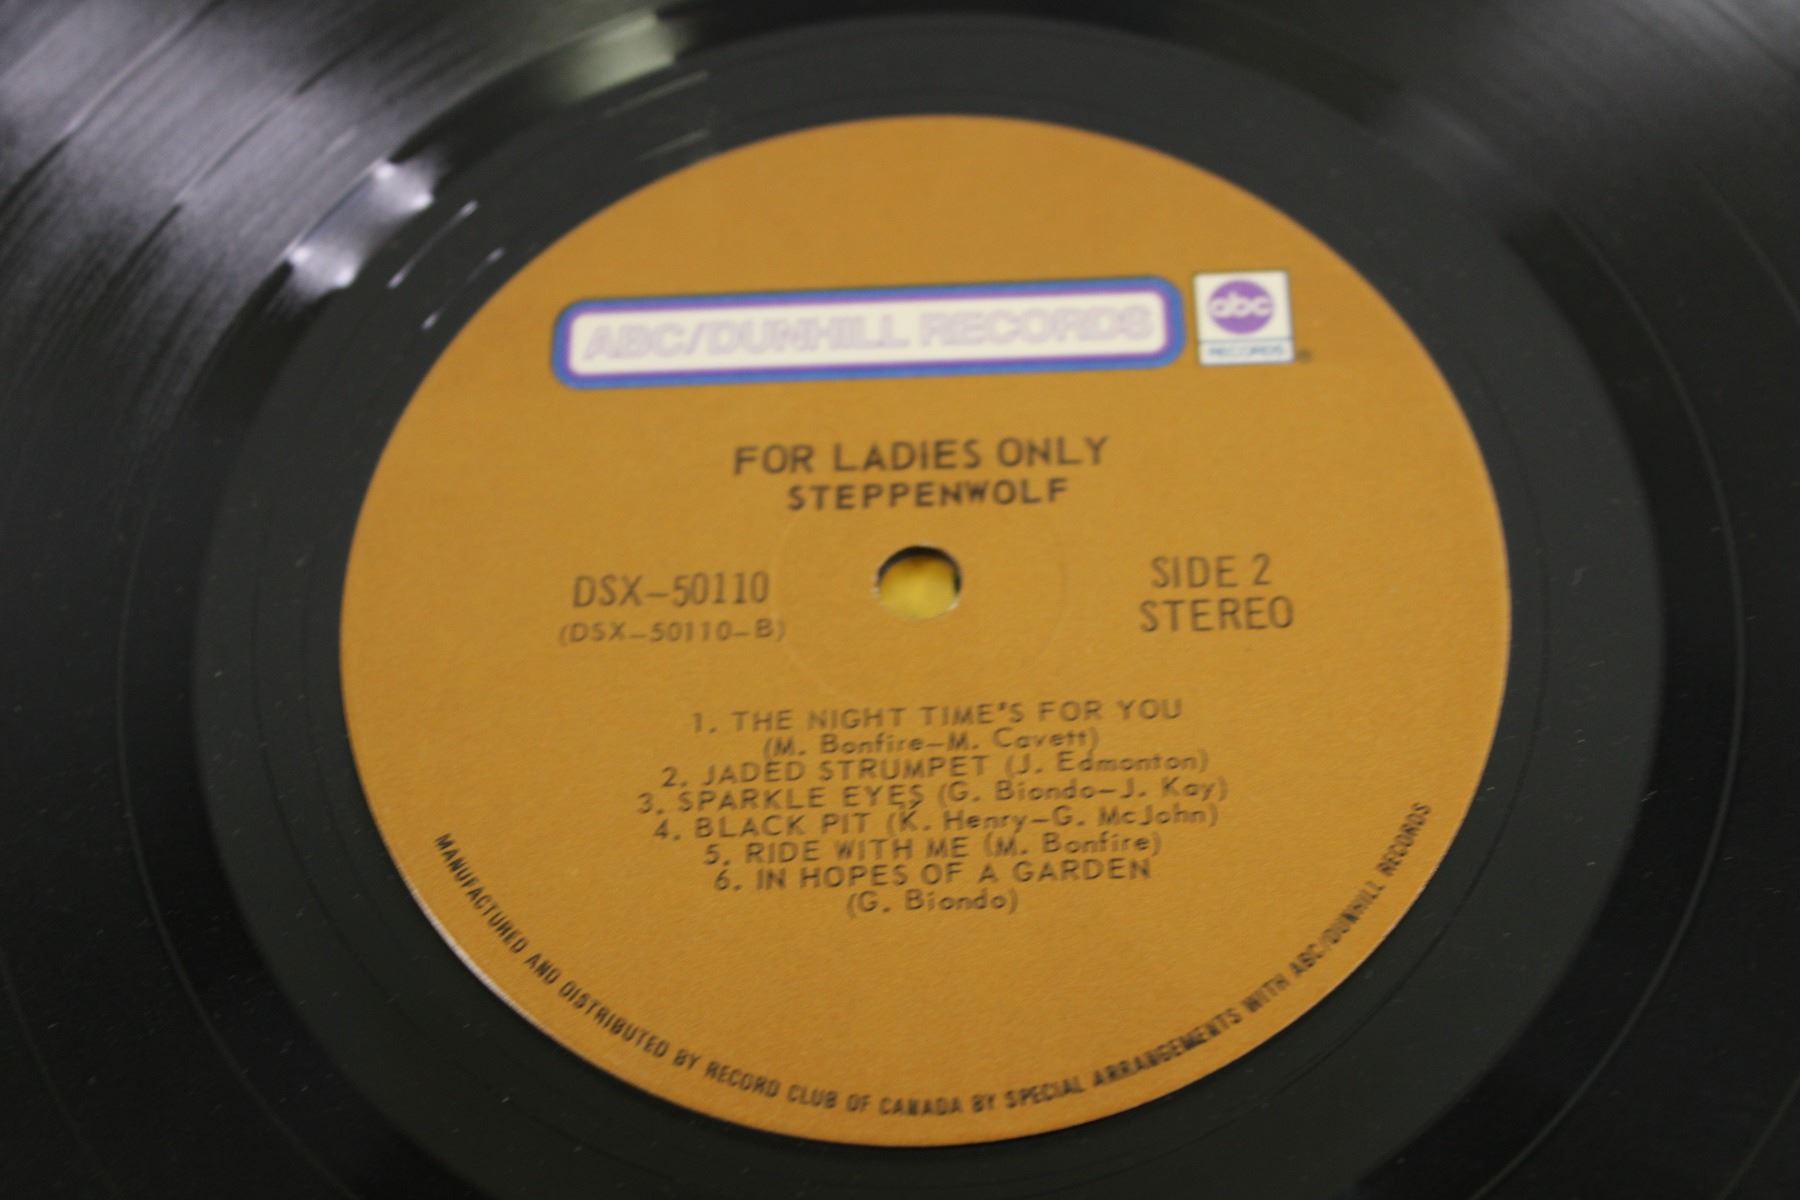 ABC/DUNHILL RECORDS
abc
RECORDS
FOR LADIES ONLY
STEPPENWOLF
DSX-50110
(DSX-50110-B)
SIDE 2
STEREO
1. THE NIGHT TIME'S FOR YOU
(M. Bonfire-M. Cavett)
2. JADED STRUMPET (J. Edmonton)
3. SPARKLE EYES (G. Biondo-J. Kay)
4. BLACK PIT (K. Henry-G. McJohn)
5. RIDE WITH ME (M. Bonfire)
6. IN HOPES OF A GARDEN
(G. Biondo)
MANUFACTURED AND DISTRIBUTED BY RECORD CLUB OF CANADA BY SPECIAL ARRANGEMENTS WITH ABC/DUNHILL RECORDS